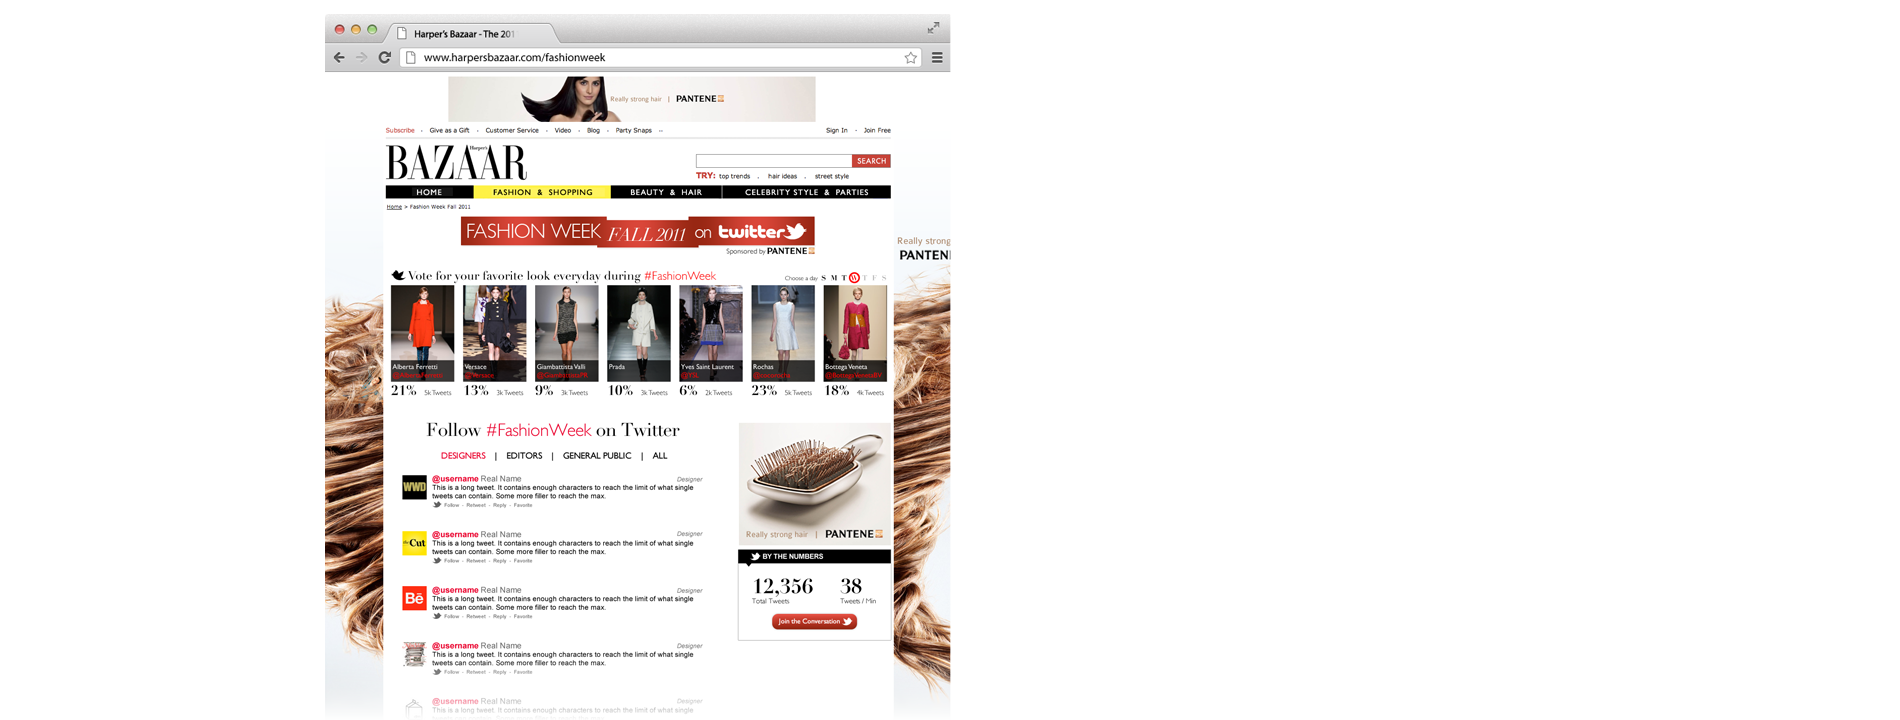 Harper's Bazaar - The 201
www.harpersbazaar.com/fashionweek
Really strong hair | PANTENE
Subscribe • Give as a Gift • Customer Service • Video • Blog • Party Snaps ••
Sign In • Join Free
Harper's
BAZAAR
SEARCH
TRY: top trends , hair ideas , street style
HOME FASHION & SHOPPING BEAUTY & HAIR CELEBRITY STYLE & PARTIES
Home > Fashion Week Fall 2011
FASHION WEEK FALL 2011 on twitter
Sponsored by PANTENE
Really strong
PANTEN
Vote for your favorite look everyday during #FashionWeek
Choose a day S M T W T F S
Alberta Ferretti
@AlbertaFerretti
21% 5k Tweets
Versace
@Versace
13% 3k Tweets
Giambattista Valli
@GiambattistaPR
9% 3k Tweets
Prada
10% 3k Tweets
Yves Saint Laurent
@YSL
6% 2k Tweets
Rochas
23% 5k Tweets
Bottega Veneta
@BottegaVenetaBV
18% 4k Tweets
Follow #FashionWeek on Twitter
DESIGNERS | EDITORS | GENERAL PUBLIC | ALL
WWD
@username Real Name
Designer
This is a long tweet. It contains enough characters to reach the limit of what single
tweets can contain. Some more filler to reach the max.
Follow • Retweet • Reply • Favorite
the Cut
@username Real Name
Designer
This is a long tweet. It contains enough characters to reach the limit of what single
tweets can contain. Some more filler to reach the max.
Follow • Retweet • Reply • Favorite
Bē
@username Real Name
Designer
This is a long tweet. It contains enough characters to reach the limit of what single
tweets can contain. Some more filler to reach the max.
Follow • Retweet • Reply • Favorite
@username Real Name
Designer
This is a long tweet. It contains enough characters to reach the limit of what single
tweets can contain. Some more filler to reach the max.
Follow • Retweet • Reply • Favorite
@username Real Name
Designer
This is a long tweet. It contains enough characters to reach the limit of what single
tweets can contain. Some more filler to reach the max.
Really strong hair | PANTENE
BY THE NUMBERS
12,356 38
Total Tweets Tweets / Min
Join the Conversation